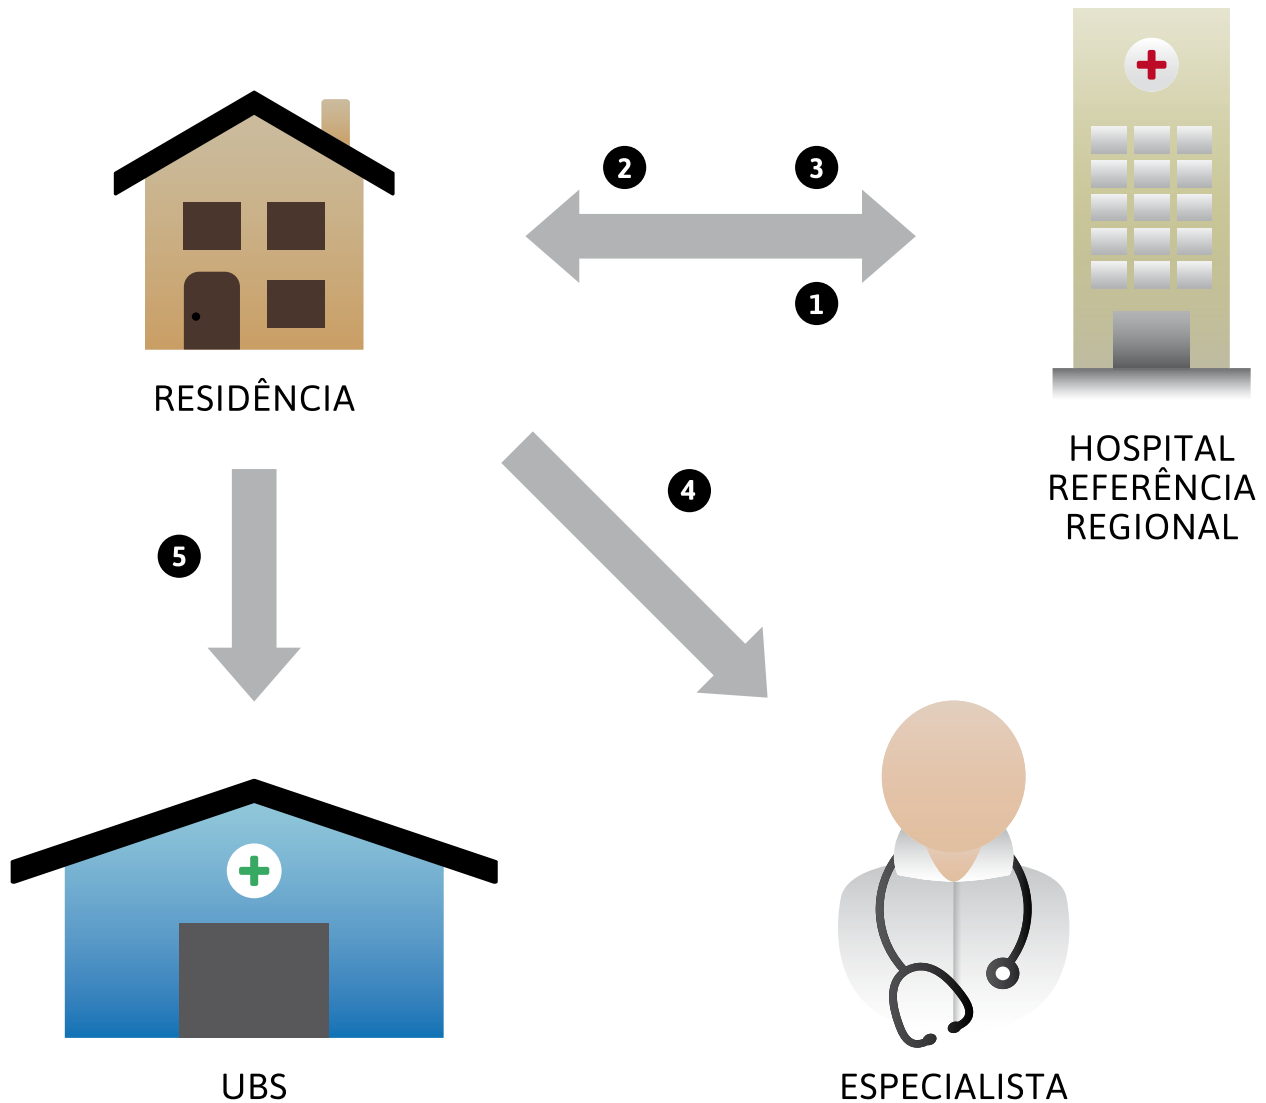 2
3
1
RESIDÊNCIA
HOSPITAL
REFERÊNCIA
REGIONAL
4
5
UBS
ESPECIALISTA